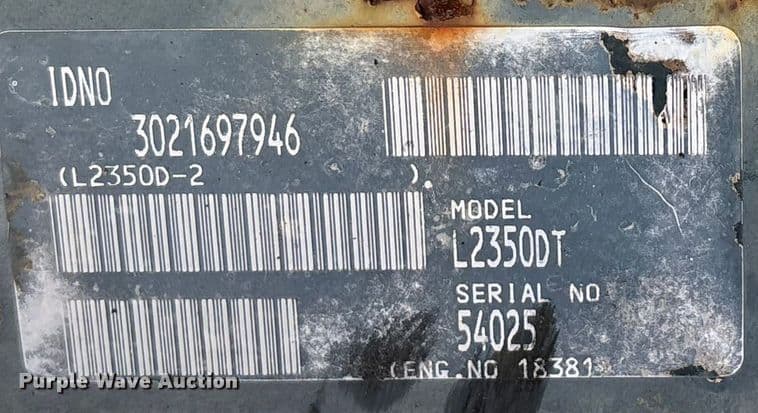 IDNO
3021697946
(L2350D-2 ).
MODEL
L2350DT
SERIAL NO
54025
(ENG.NO 18381
Purple Wave Auction